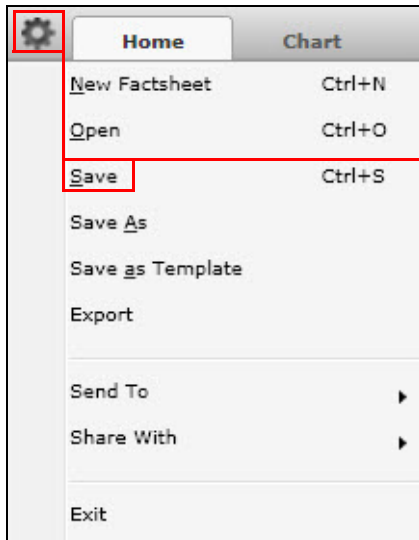 Home Chart
New Factsheet Ctrl+N
Open Ctrl+O
Save Ctrl+S
Save As
Save as Template
Export
Send To
Share With
Exit